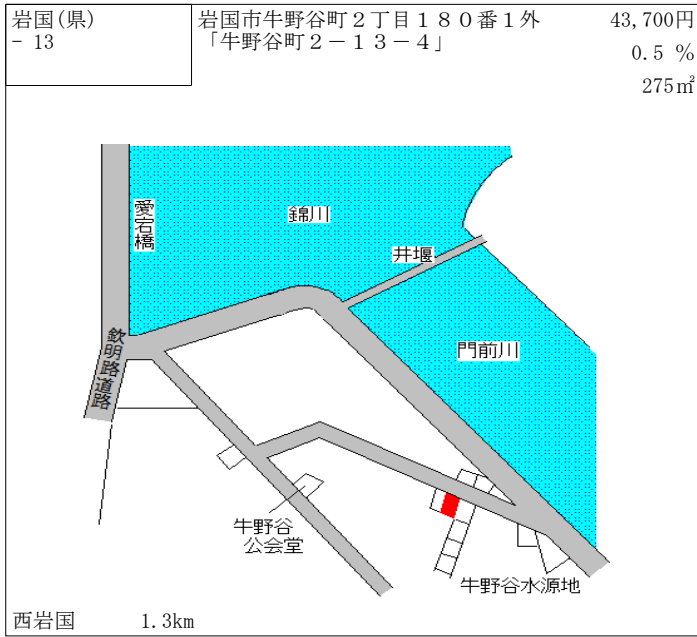 岩国(県)
- 13
岩国市牛野谷町２丁目１８０番１外
「牛野谷町２－１３－４」
43,700円
0.5 %
275㎡
愛宕橋
錦川
井堰
門前川
欽明路道路
牛野谷
公会堂
牛野谷水源地
西岩国 1.3km